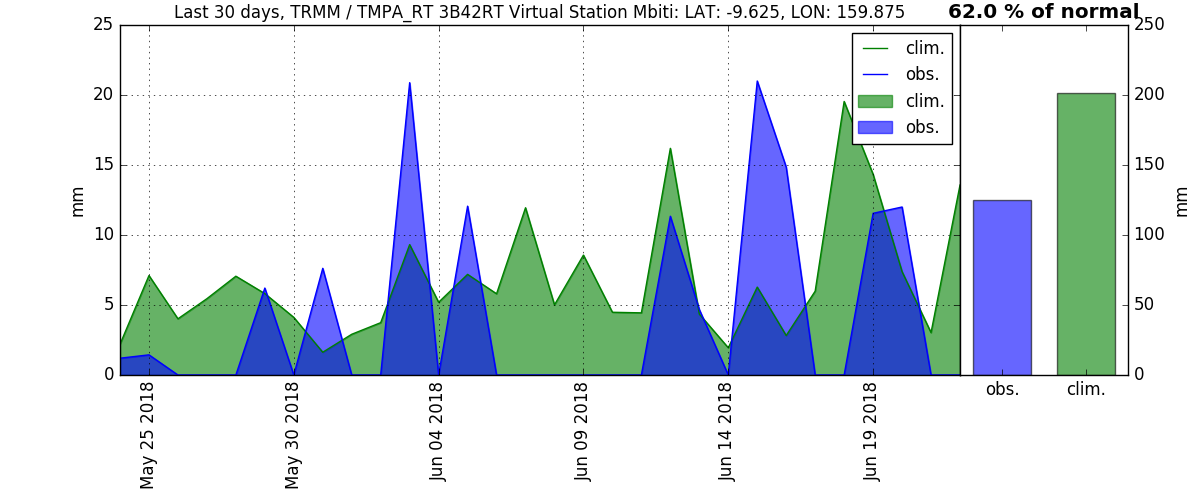 Last 30 days, TRMM / TMPA_RT 3B42RT Virtual Station Mbiti: LAT: -9.625, LON: 159.875
62.0 % of normal
25
20
15
10
5
0
mm
clim.
obs.
clim.
obs.
May 25 2018
May 30 2018
Jun 04 2018
Jun 09 2018
Jun 14 2018
Jun 19 2018
250
200
150
100
50
0
mm
obs.
clim.